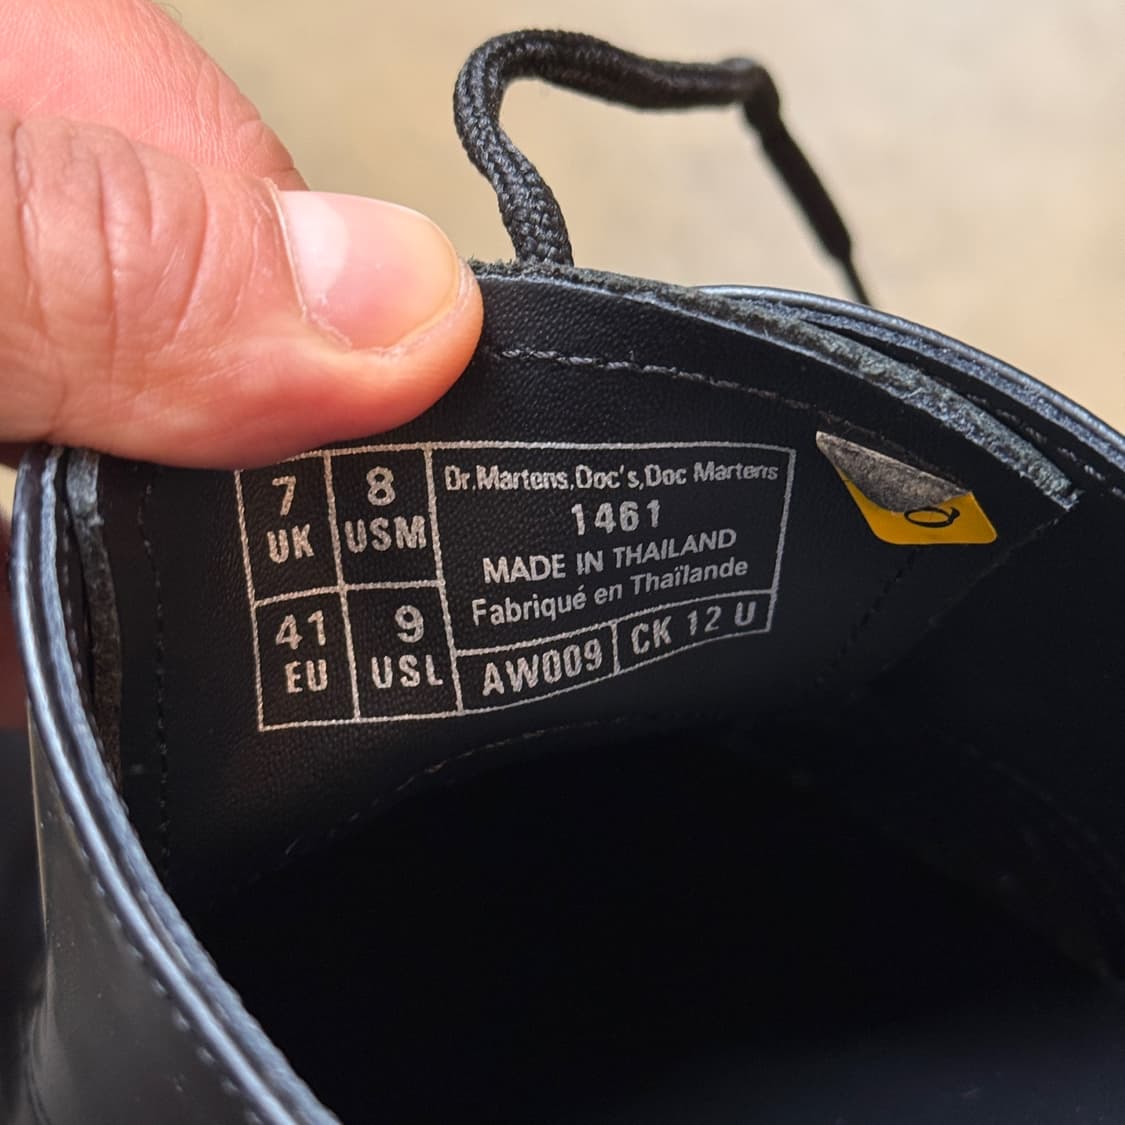 7
UK
8
USM
41
EU
9
USL
Dr.Martens,Doc's,Doc Martens
1461
MADE IN THAILAND
Fabriqué en Thaïlande
AW009
CK 12 U